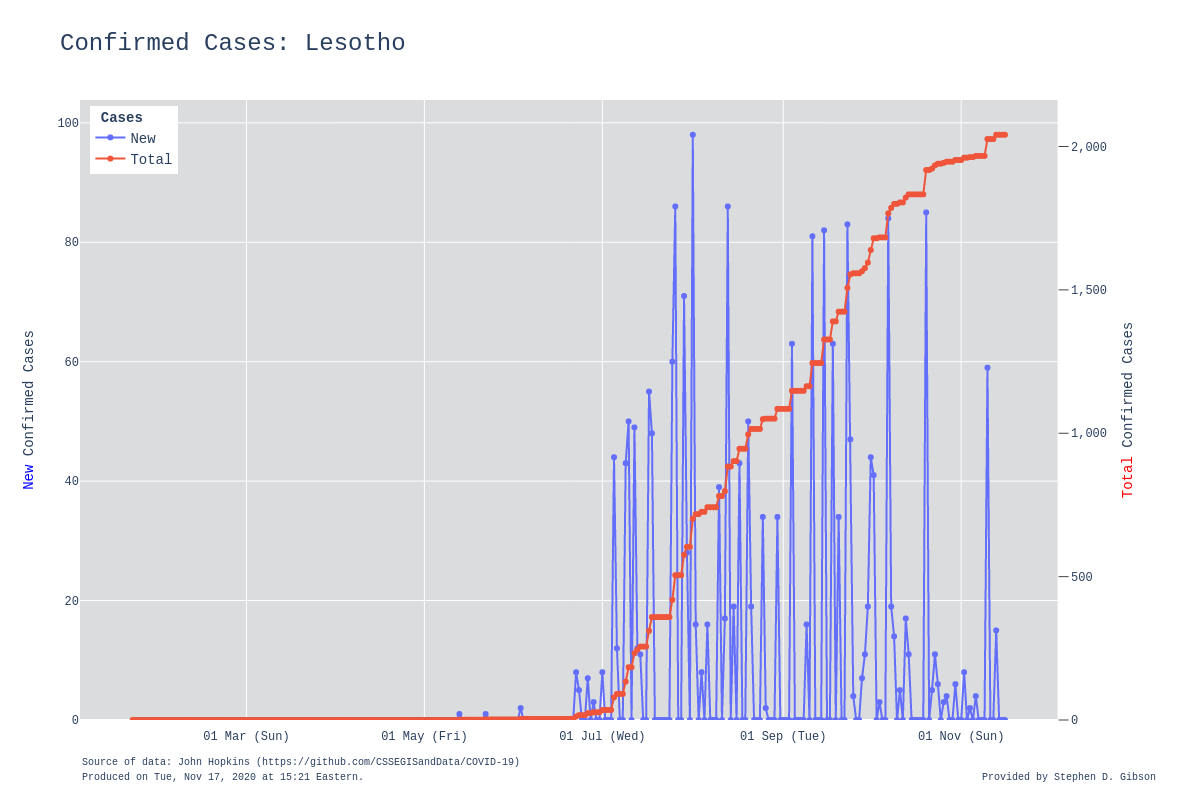 Confirmed Cases: Lesotho
Cases
New
Total
100
80
60
40
20
0
2,000
1,500
1,000
500
0
New Confirmed Cases
Total Confirmed Cases
01 Mar (Sun)
01 May (Fri)
01 Jul (Wed)
01 Sep (Tue)
01 Nov (Sun)
Source of data: John Hopkins (https://github.com/CSSEGISandData/COVID-19)
Produced on Tue, Nov 17, 2020 at 15:21 Eastern.
Provided by Stephen D. Gibson